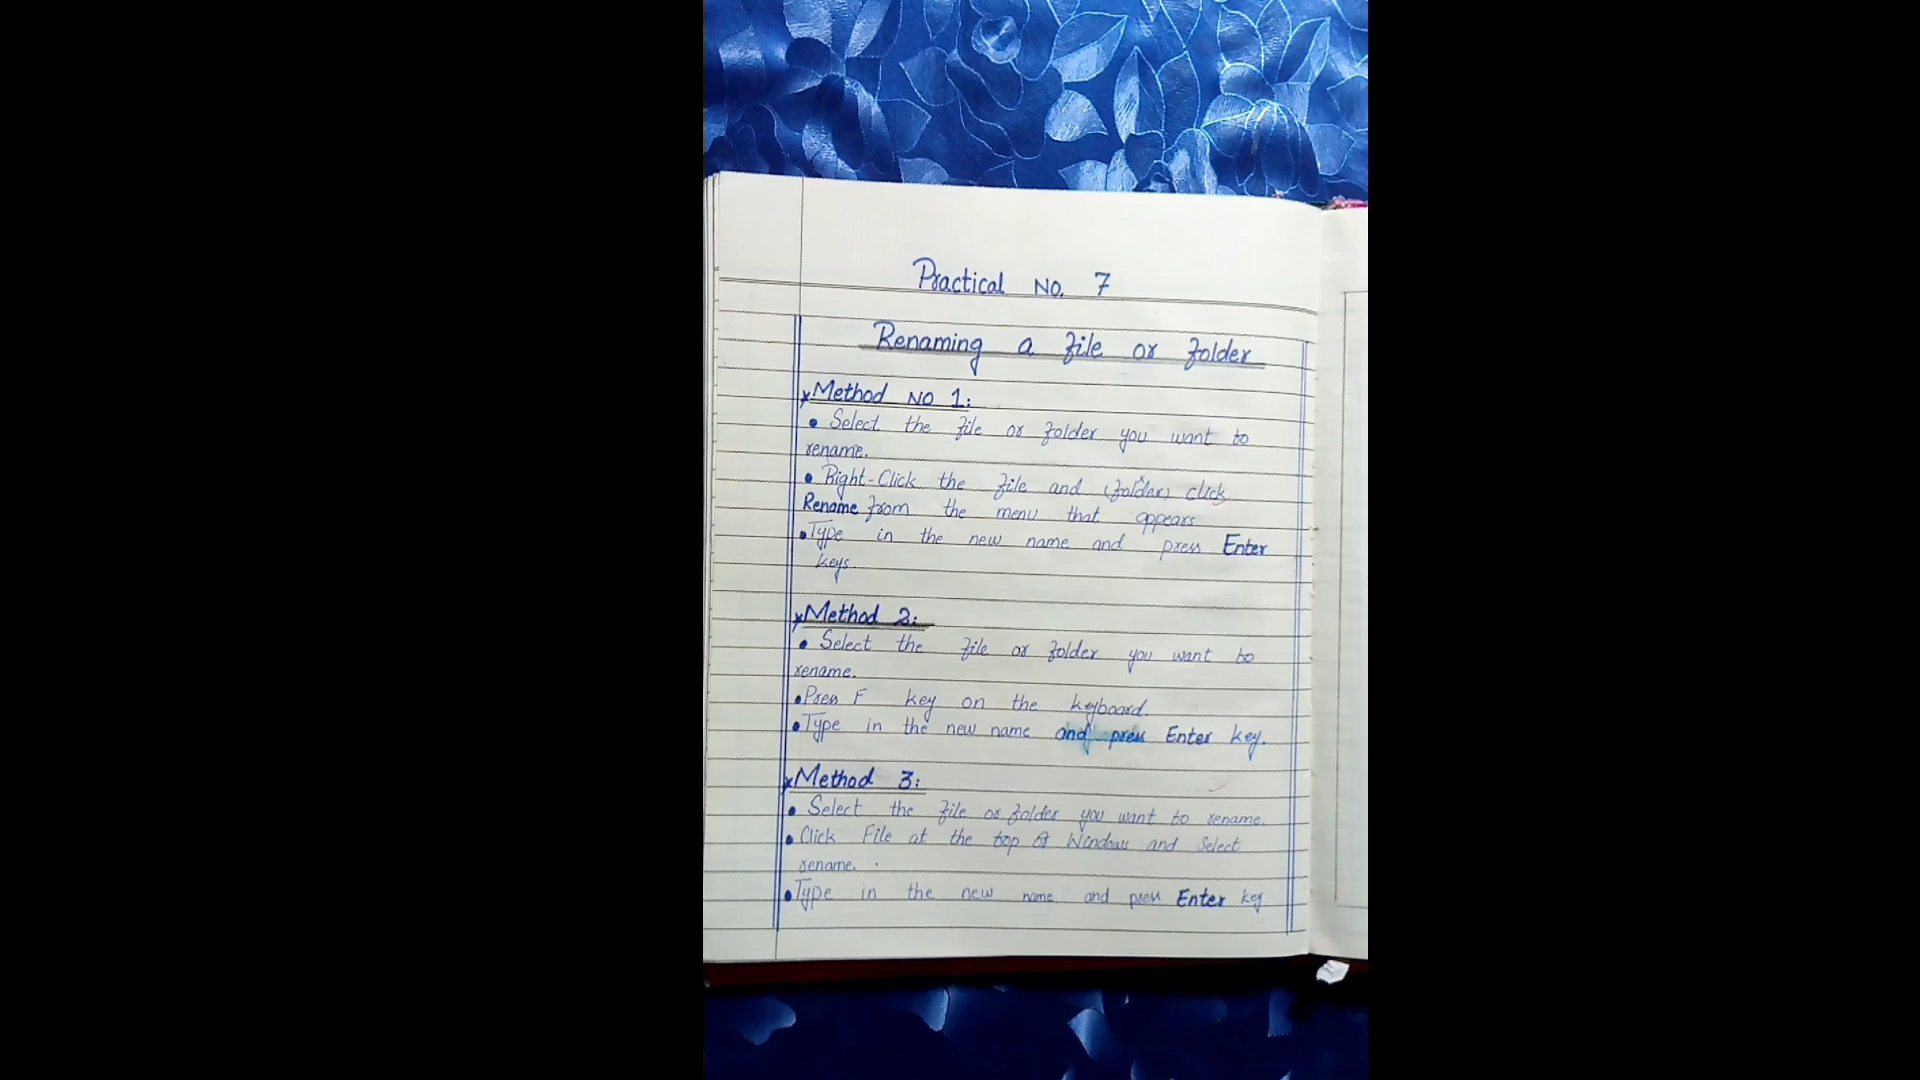 Practical No. 7
Renaming a file or folder
Method No 1:
• Select the file or folder you want to
rename.
• Right-Click the file and (folder) click
Rename from the menu that appears
• Type in the new name and press Enter
keys.
Method 2:
• Select the file or folder you want to
rename.
• Press F key on the keyboard.
• Type in the new name and press Enter key.
Method 3:
• Select the file or folder you want to rename.
• Click File at the top of Windows and Select
rename.
• Type in the new name and press Enter key